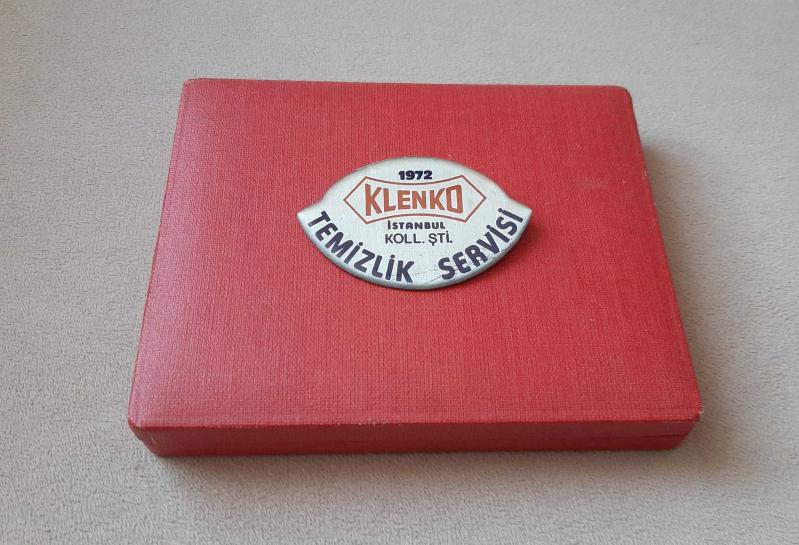 1972
KLENKO
İSTANBUL
KOLL. ŞTİ.
TEMİZLİK SERVİSİ